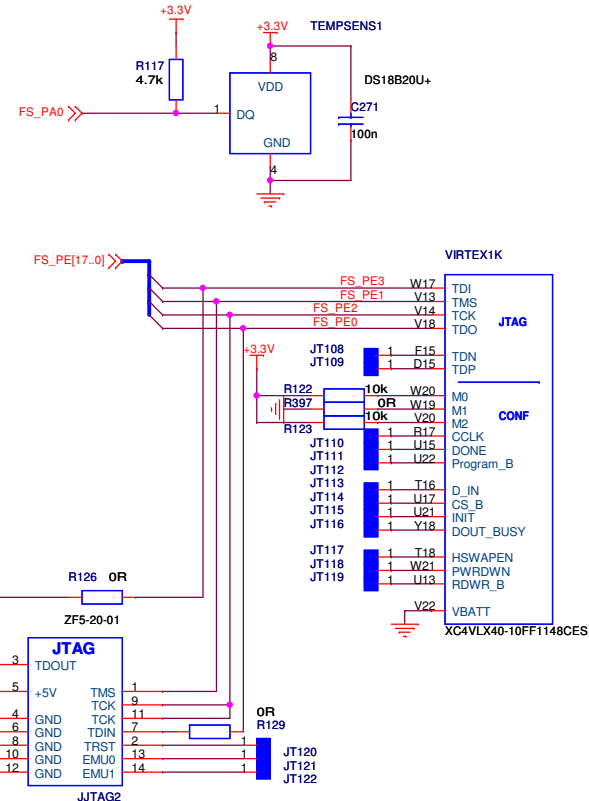 +3.3V
+3.3V
TEMPSENS1
8
R117
4.7k
VDD
DS18B20U+
C271
FS_PA0
1
DQ
100n
GND
4
VIRTEX1K
FS_PE[17..0]
FS_PE3 W17 TDI
FS_PE1 V13 TMS
FS_PE2 V14 TCK JTAG
FS_PE0 V18 TDO
+3.3V
JT108 1 F15 TDN
JT109 1 D15 TDP
R122 10k W20 M0
R397 0R W19 M1 CONF
R123 10k V20 M2
1 R17 CCLK
JT110 1 U15 DONE
JT111 1 U22 Program_B
JT112
JT113 1 T16 D_IN
JT114 1 U17 CS_B
JT115 1 U21 INIT
JT116 1 Y18 DOUT_BUSY
JT117 1 T18 HSWAPEN
JT118 1 W21 PWRDWN
JT119 1 U13 RDWR_B
R126 0R
V22 VBATT
ZF5-20-01
XC4VLX40-10FF1148CES
JTAG
3 TDOUT
5 +5V TMS 1
TCK 9
4 GND TCK 11 0R
6 GND TDIN 7 R129
8 GND TRST 2 1
10 GND EMU0 13 1 JT120
12 GND EMU1 14 1 JT121
JT122
JJTAG2